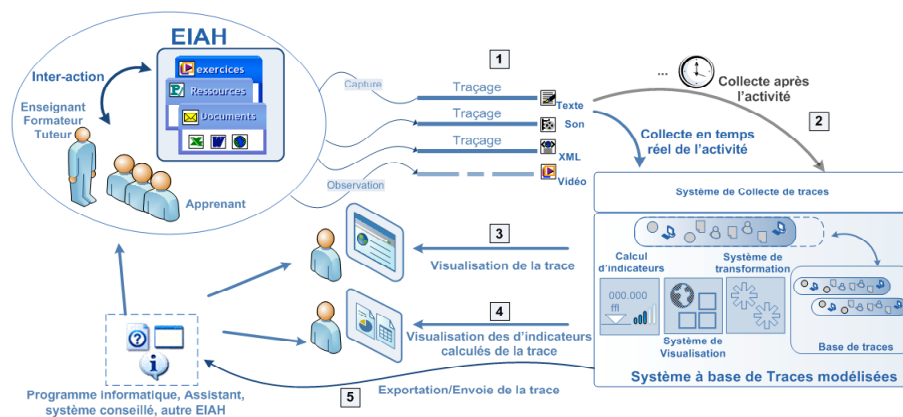 EIAH
Inter-action
exercices
Ressources
Documents
Enseignant
Formateur
Tuteur
Apprenant
1
Capture
Traçage
Texte
Traçage
Son
Traçage
XML
Observation
Vidéo
...
Collecte après
l'activité
2
Collecte en temps
réel de l'activité
Système de Collecte de traces
3
Visualisation de la trace
4
Visualisation des d'indicateurs
calculés de la trace
Calcul
d'indicateurs
Système de
transformation
000.000
ffl
Système de
Visualisation
Base de traces
Système à base de Traces modélisées
5
Exportation/Envoie de la trace
Programme informatique, Assistant,
système conseillé, autre EIAH